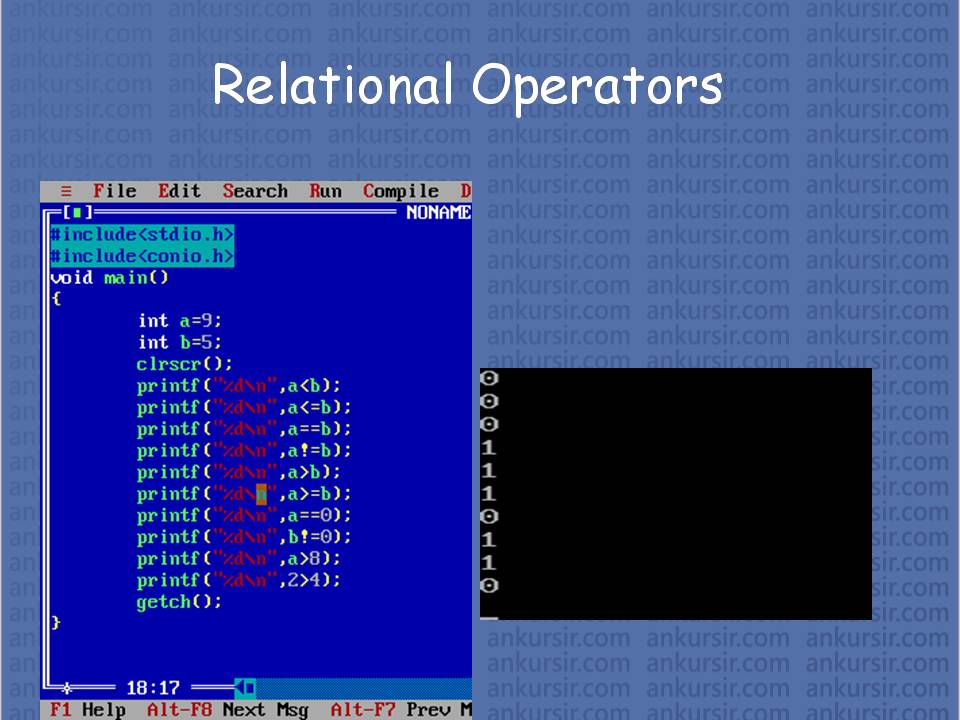 Relational Operators
≡ File Edit Search Run Compile D
[■] NONAME
#include<stdio.h>
#include<conio.h>
void main()
{
int a=9;
int b=5;
clrscr();
printf("%d\n",a<b);
printf("%d\n",a<=b);
printf("%d\n",a==b);
printf("%d\n",a!=b);
printf("%d\n",a>b);
printf("%d\n",a>=b);
printf("%d\n",a==0);
printf("%d\n",b!=0);
printf("%d\n",a>8);
printf("%d\n",2>4);
getch();
}
18:17
F1 Help Alt-F8 Next Msg Alt-F7 Prev M
0
0
0
1
1
1
0
1
1
0
_
ankursir.com